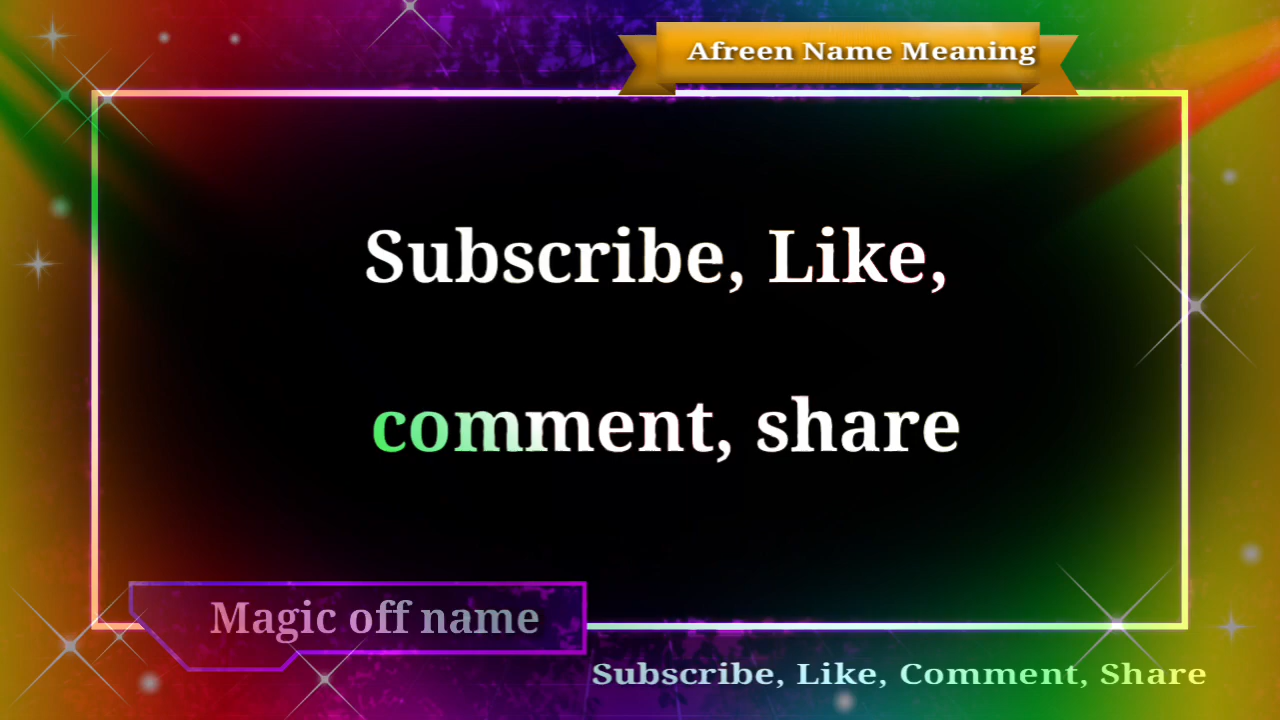 Afreen Name Meaning
Subscribe, Like,
comment, share
Magic off name
Subscribe, Like, Comment, Share